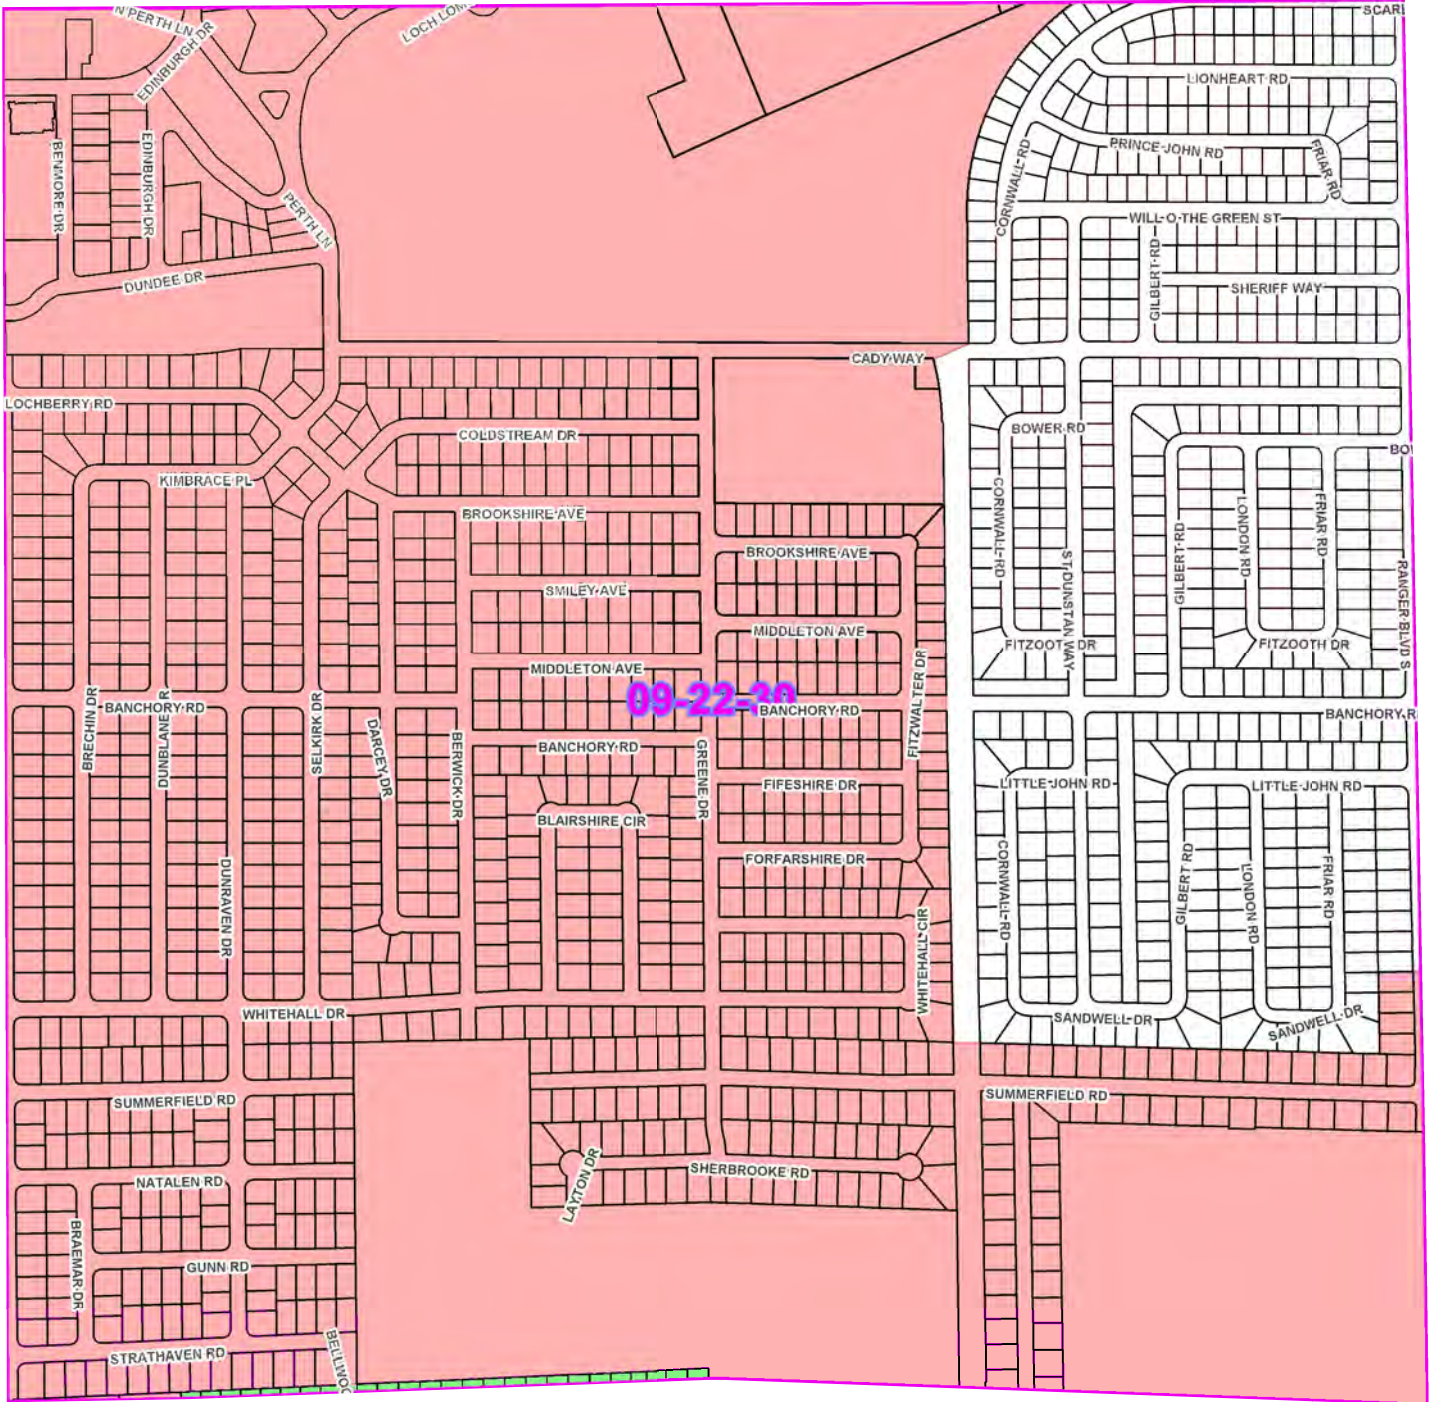 N PERTH LN
EDINBURGH DR
LOCH LOM
SCARL
LIONHEART RD
PRINCE JOHN RD
FRIAR RD
CORNWALL RD
BENMORE DR
EDINBURGH DR
PERTH LN
DUNDEE DR
WILL O THE GREEN ST
GILBERT RD
SHERIFF WAY
CADY WAY
LOCHBERRY RD
COLDSTREAM DR
BOWER RD
BOW
KIMBRACE PL
BROOKSHIRE AVE
BROOKSHIRE AVE
CORNWALL RD
ST DUNSTAN WAY
GILBERT RD
LONDON RD
FRIAR RD
RANGER BLVD S
SMILEY AVE
MIDDLETON AVE
FITZOOTH DR
FITZOOTH DR
MIDDLETON AVE
FITZWALTER DR
09-22-30
BRECHIN DR
BANCHORY RD
DUNBLANE DR
SELKIRK DR
DARCEY DR
BERWICK DR
BANCHORY RD
BANCHORY R
BANCHORY RD
GREENE DR
FIFESHIRE DR
LITTLE JOHN RD
LITTLE JOHN RD
BLAIRSHIRE CIR
FORFARSHIRE DR
DUNRAVEN DR
WHITEHALL CIR
CORNWALL RD
GILBERT RD
LONDON RD
FRIAR RD
WHITEHALL DR
SANDWELL DR
SANDWELL DR
SUMMERFIELD RD
SUMMERFIELD RD
LAYTON DR
SHERBROOKE RD
NATALEN RD
BRAEMAR DR
GUNN RD
STRATHAVEN RD
BELLWOO